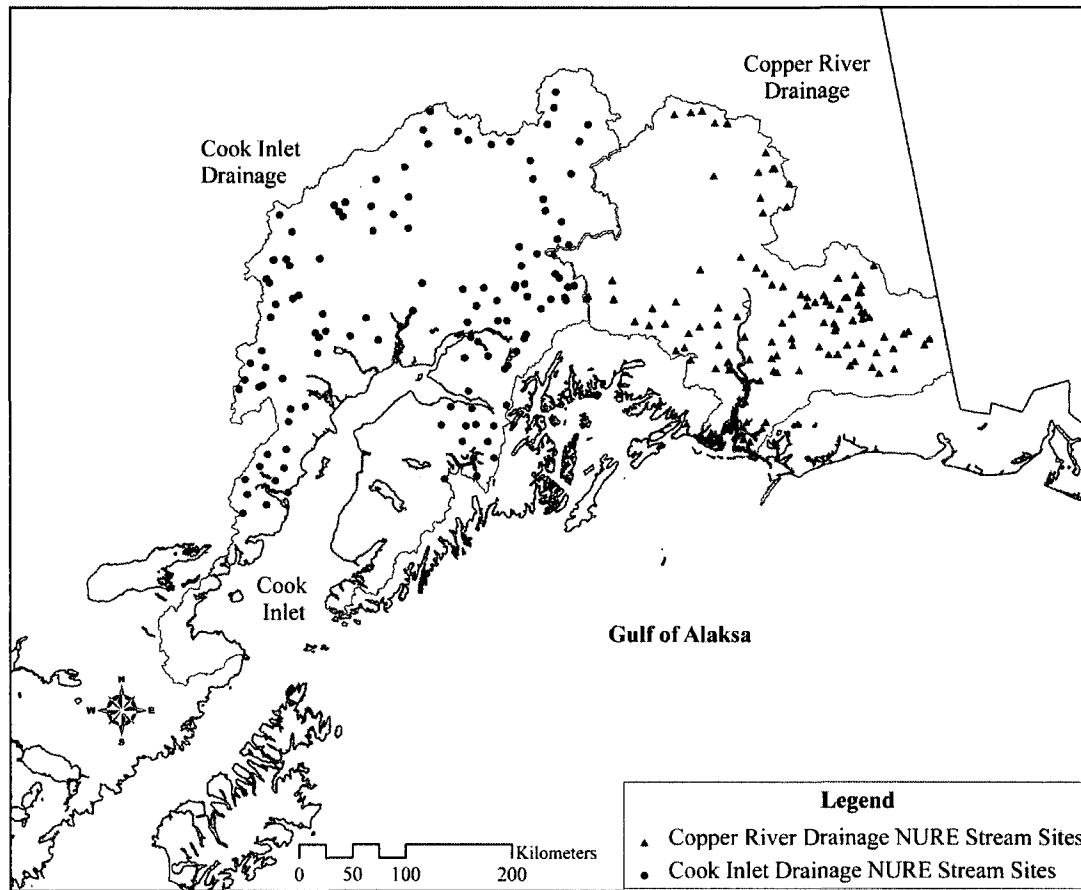 Copper River
Drainage
Cook Inlet
Drainage
Cook
Inlet
Gulf of Alaksa
N
W E
S
Kilometers
0 50 100 200
Legend
Copper River Drainage NURE Stream Sites
Cook Inlet Drainage NURE Stream Sites